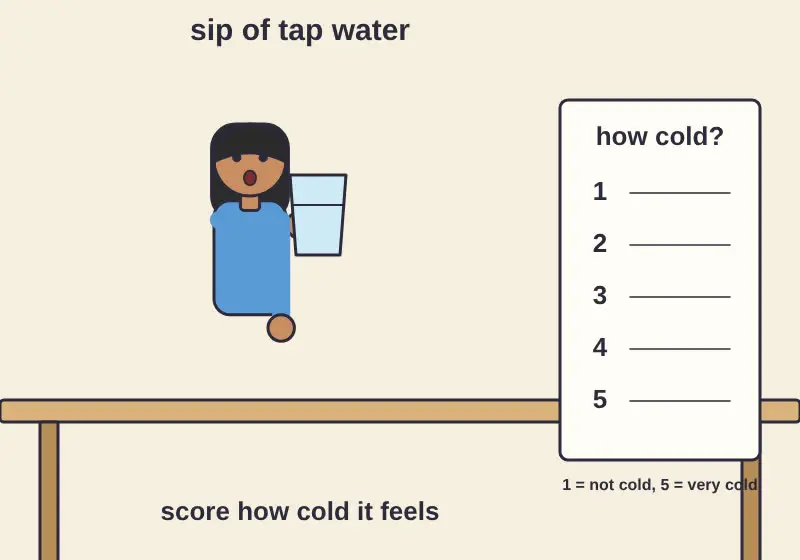 sip of tap water
how cold?
1
2
3
4
5
1 = not cold, 5 = very cold
score how cold it feels